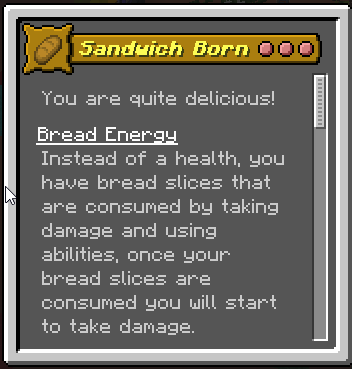 Sandwich Born
You are quite delicious!
Bread Energy
Instead of a health, you
have bread slices that
are consumed by taking
damage and using
abilities, once your
bread slices are
consumed you will start
to take damage.